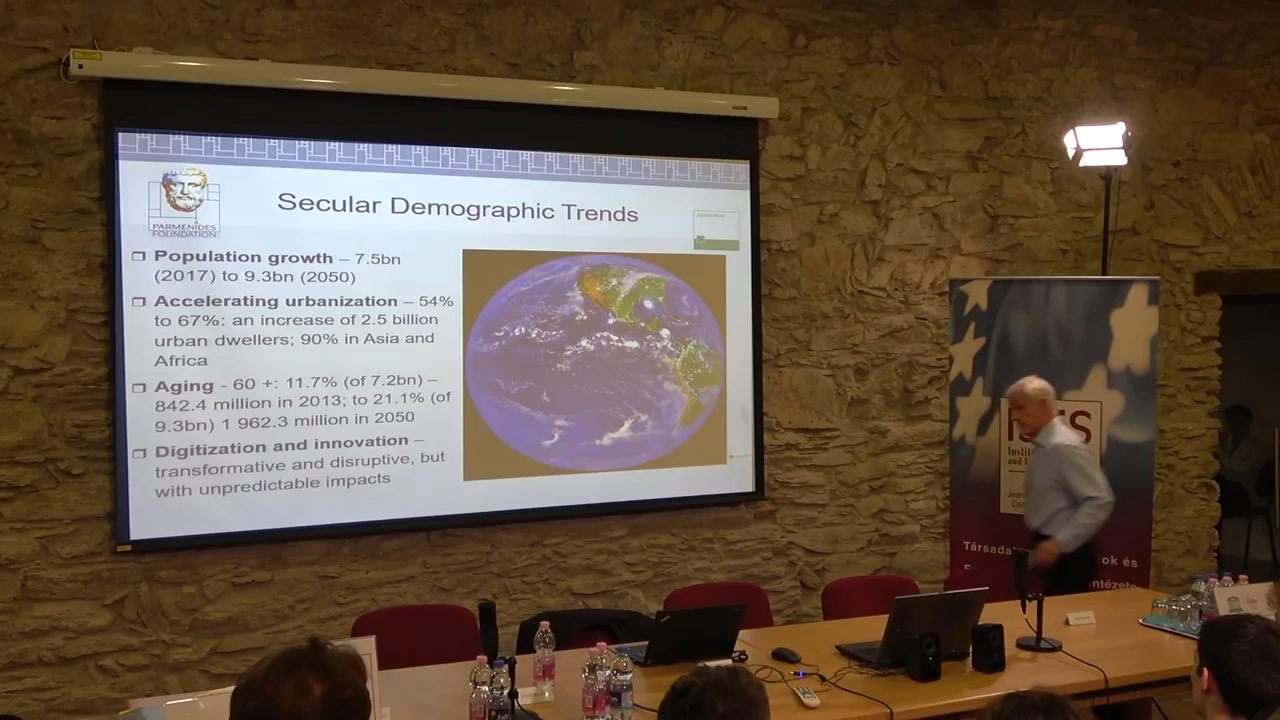 PARMENIDES
FOUNDATION
Secular Demographic Trends
Population growth – 7.5bn
(2017) to 9.3bn (2050)
Accelerating urbanization – 54%
to 67%: an increase of 2.5 billion
urban dwellers; 90% in Asia and
Africa
Aging - 60 +: 11.7% (of 7.2bn) –
842.4 million in 2013; to 21.1% (of
9.3bn) 1 962.3 million in 2050
Digitization and innovation –
transformative and disruptive, but
with unpredictable impacts